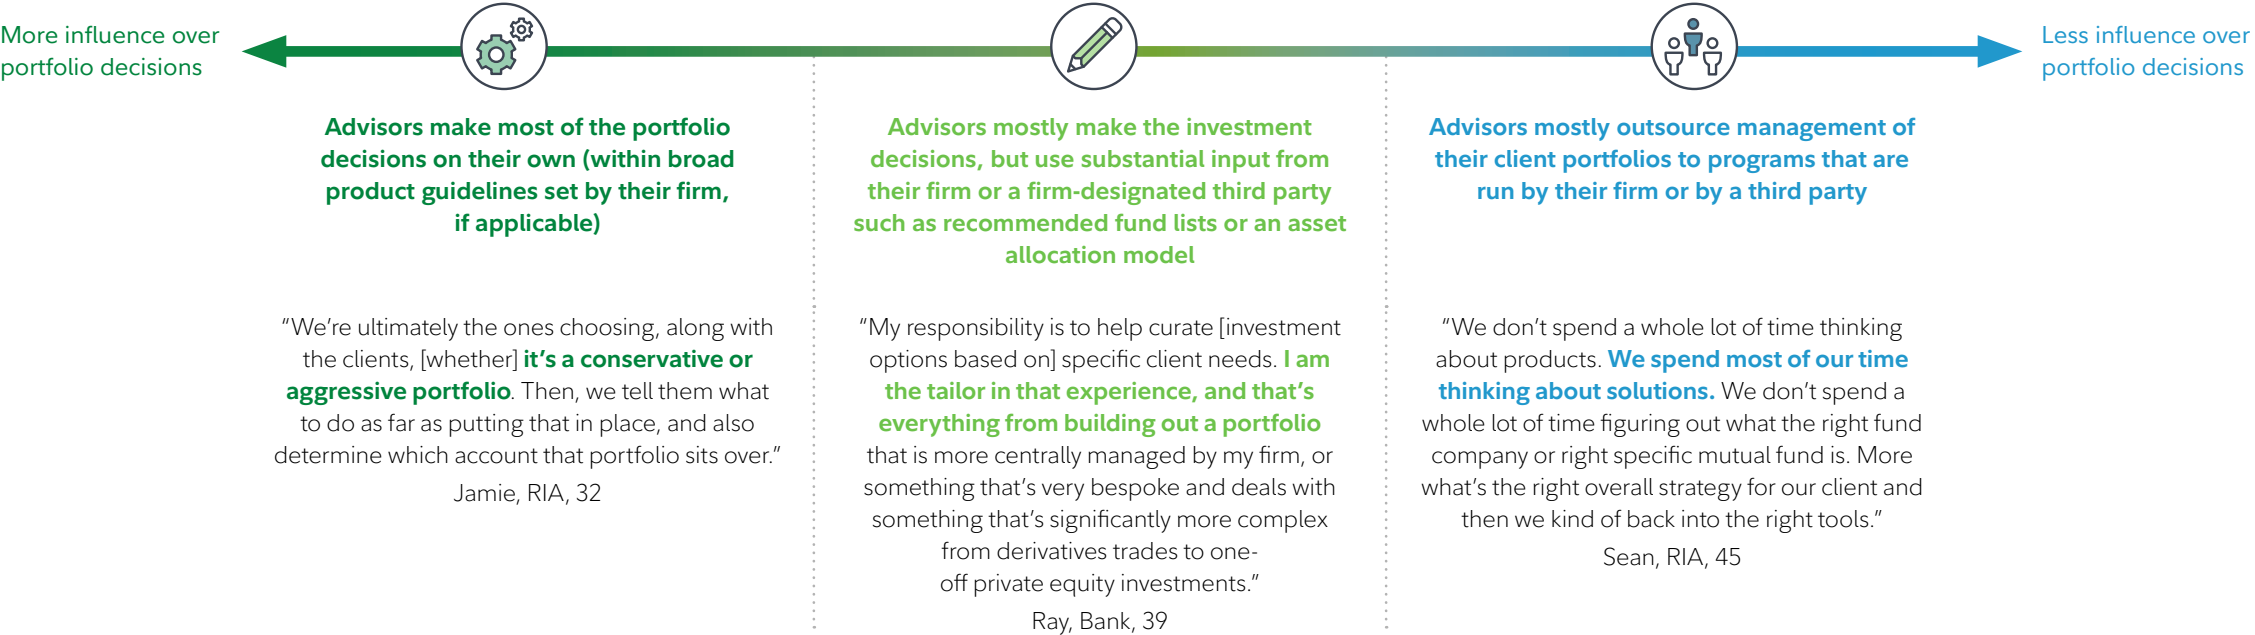 More influence over
portfolio decisions
Less influence over
portfolio decisions
Advisors make most of the portfolio
decisions on their own (within broad
product guidelines set by their firm,
if applicable)
“We’re ultimately the ones choosing, along with
the clients, [whether] it’s a conservative or
aggressive portfolio. Then, we tell them what
to do as far as putting that in place, and also
determine which account that portfolio sits over.”
Jamie, RIA, 32
Advisors mostly make the investment
decisions, but use substantial input from
their firm or a firm-designated third party
such as recommended fund lists or an asset
allocation model
“My responsibility is to help curate [investment
options based on] specific client needs. I am
the tailor in that experience, and that’s
everything from building out a portfolio
that is more centrally managed by my firm, or
something that’s very bespoke and deals with
something that’s significantly more complex
from derivatives trades to one-
off private equity investments.”
Ray, Bank, 39
Advisors mostly outsource management of
their client portfolios to programs that are
run by their firm or by a third party
“We don’t spend a whole lot of time thinking
about products. We spend most of our time
thinking about solutions. We don’t spend a
whole lot of time figuring out what the right fund
company or right specific mutual fund is. More
what’s the right overall strategy for our client and
then we kind of back into the right tools.”
Sean, RIA, 45